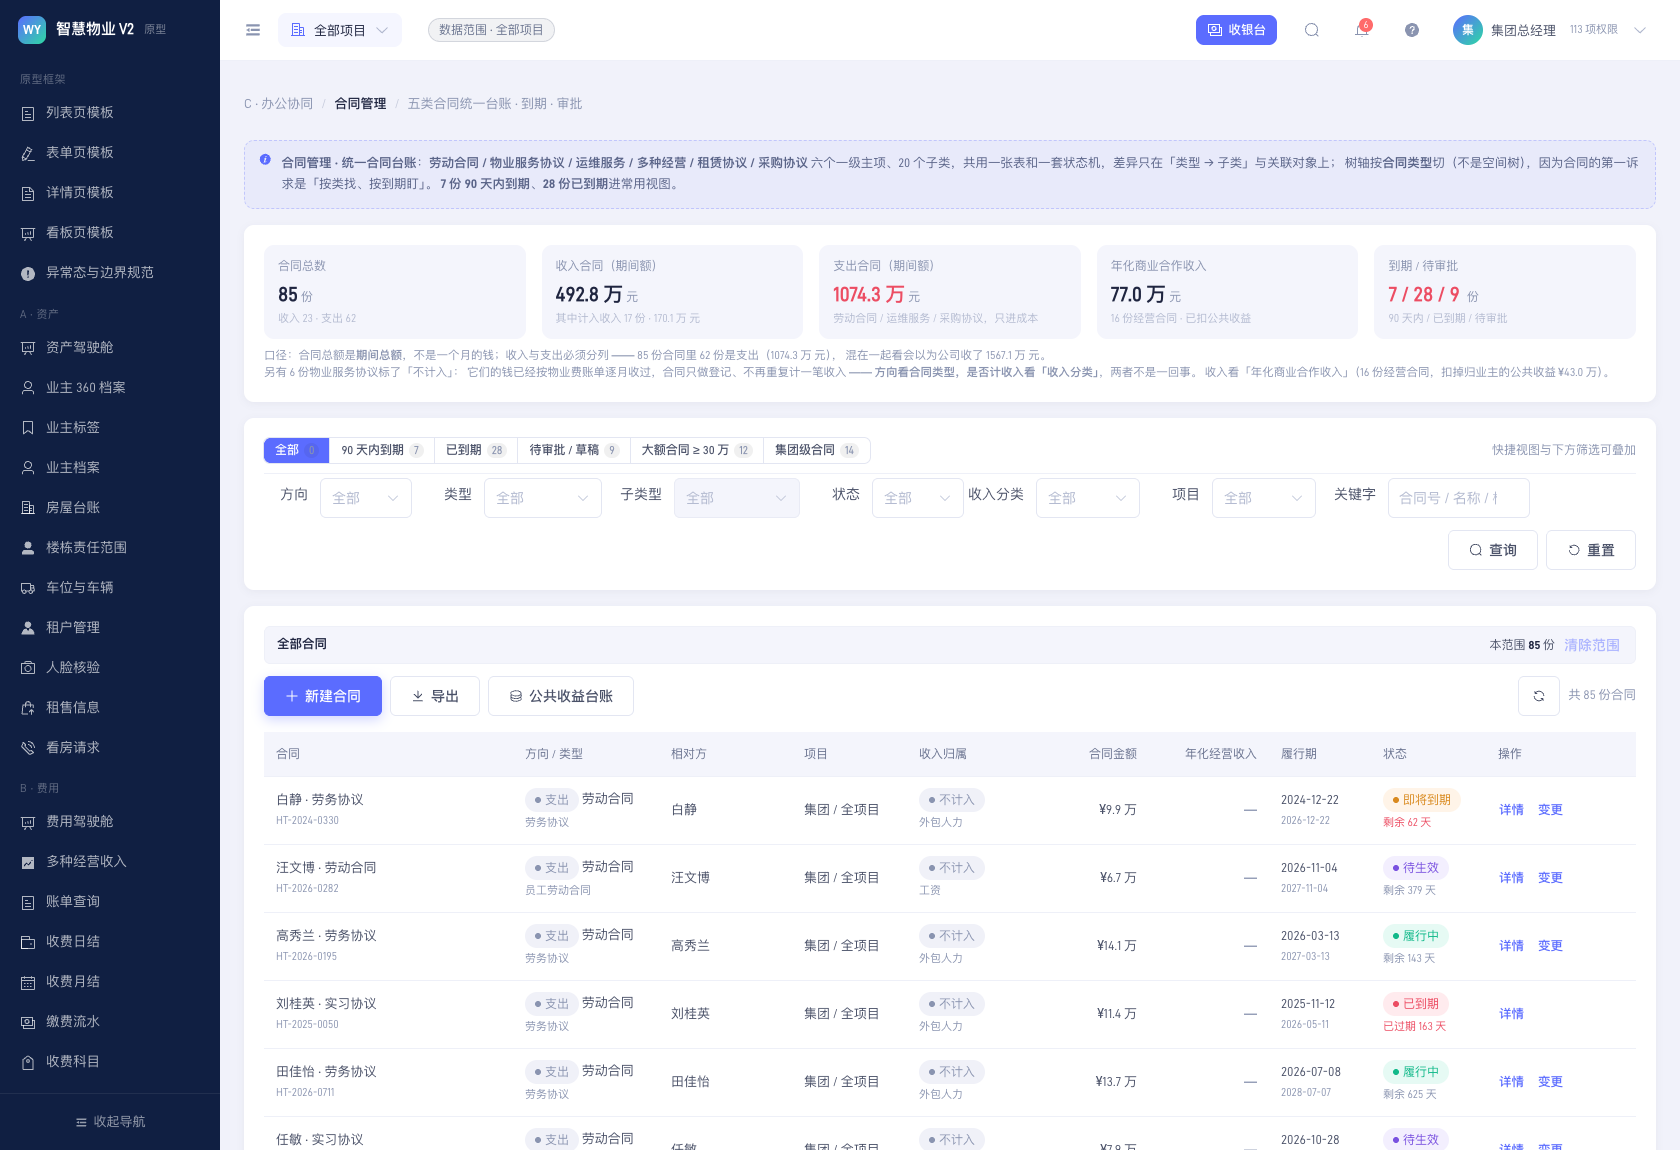 WY 智慧物业 V2 原型
原型框架
列表页模板
表单页模板
详情页模板
看板页模板
异常态与边界规范
A · 资产
资产驾驶舱
业主 360 档案
业主标签
业主档案
房屋台账
楼栋责任范围
车位与车辆
租户管理
人脸核验
租售信息
看房请求
B · 费用
费用驾驶舱
多种经营收入
账单查询
收费日结
收费月结
缴费流水
收费科目
收起导航
全部项目 数据范围 · 全部项目 收银台 6 集 集团总经理 113 项权限
C · 办公协同 / 合同管理 / 五类合同统一台账 · 到期 · 审批
合同管理 · 统一合同台账：劳动合同 / 物业服务协议 / 运维服务 / 多种经营 / 租赁协议 / 采购协议 六个一级主项、20 个子类，共用一张表和一套状态机，差异只在「类型 → 子类」与关联对象上； 树轴按合同类型切（不是空间树），因为合同的第一诉
求是「按类找、按到期盯」。 7 份 90 天内到期、28 份已到期进常用视图。
合同总数
85 份
收入 23 · 支出 62
收入合同（期间额）
492.8 万 元
其中计入收入 17 份 · 170.1 万 元
支出合同（期间额）
1074.3 万 元
劳动合同 / 运维服务 / 采购协议，只进成本
年化商业合作收入
77.0 万 元
16 份经营合同 · 已扣公共收益
到期 / 待审批
7 / 28 / 9 份
90 天内 / 已到期 / 待审批
口径：合同总额是期间总额，不是一个月的钱；收入与支出必须分列 —— 85 份合同里 62 份是支出（1074.3 万 元）， 混在一起看会以为公司收了 1567.1 万 元。
另有 6 份物业服务协议标了「不计入」： 它们的钱已经按物业费账单逐月收过，合同只做登记、不再重复计一笔收入 —— 方向看合同类型，是否计收入看「收入分类」，两者不是一回事。 收入看「年化商业合作收入」（16 份经营合同，扣掉归业主的公共收益 ¥43.0 万）。
全部 0 90 天内到期 7 已到期 28 待审批 / 草稿 9 大额合同 ≥ 30 万 12 集团级合同 14 快捷视图与下方筛选可叠加
方向 全部 类型 全部 子类型 全部 状态 全部 收入分类 全部 项目 全部 关键字 合同号 / 名称 /
查询 重置
全部合同 本范围 85 份 清除范围
新建合同 导出 公共收益台账 共 85 份合同
合同 方向 / 类型 相对方 项目 收入归属 合同金额 年化经营收入 履行期 状态 操作
白静 · 劳务协议 支出 劳动合同 白静 集团 / 全项目 不计入 ¥9.9 万 — 2024-12-22 即将到期 详情 变更
HT-2024-0330 劳务协议 外包人力 2026-12-22 剩余 62 天
汪文博 · 劳动合同 支出 劳动合同 汪文博 集团 / 全项目 不计入 ¥6.7 万 — 2026-11-04 待生效 详情 变更
HT-2026-0282 员工劳动合同 工资 2027-11-04 剩余 379 天
高秀兰 · 劳务协议 支出 劳动合同 高秀兰 集团 / 全项目 不计入 ¥14.1 万 — 2026-03-13 履行中 详情 变更
HT-2026-0195 劳务协议 外包人力 2027-03-13 剩余 143 天
刘桂英 · 实习协议 支出 劳动合同 刘桂英 集团 / 全项目 不计入 ¥11.4 万 — 2025-11-12 已到期 详情
HT-2025-0050 劳务协议 外包人力 2026-05-11 已过期 163 天
田佳怡 · 劳务协议 支出 劳动合同 田佳怡 集团 / 全项目 不计入 ¥13.7 万 — 2026-07-08 履行中 详情 变更
HT-2026-0711 劳务协议 外包人力 2028-07-07 剩余 625 天
任敏 · 实习协议 支出 劳动合同 任敏 集团 / 全项目 不计入 ¥7.9 万 — 2026-10-28 待生效 详情 变更